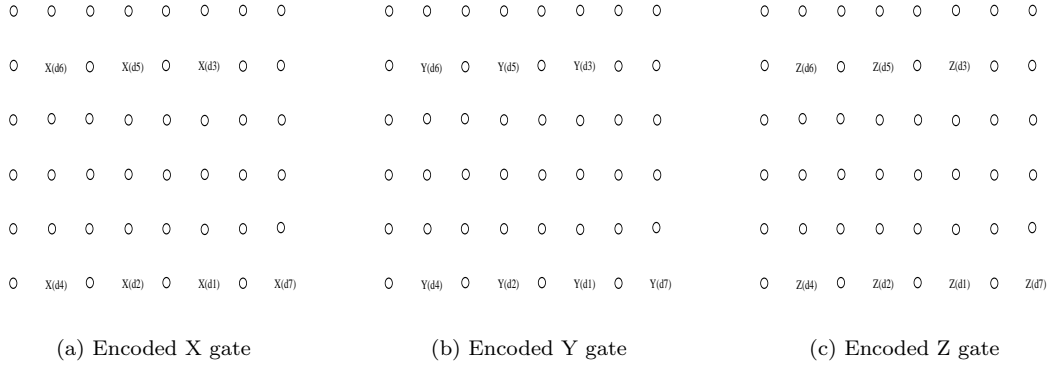 X(d6) X(d5) X(d3) Y(d6) Y(d5) Y(d3) Z(d6) Z(d5) Z(d3)
X(d4) X(d2) X(d1) X(d7) Y(d4) Y(d2) Y(d1) Y(d7) Z(d4) Z(d2) Z(d1) Z(d7)
(a) Encoded X gate (b) Encoded Y gate (c) Encoded Z gate